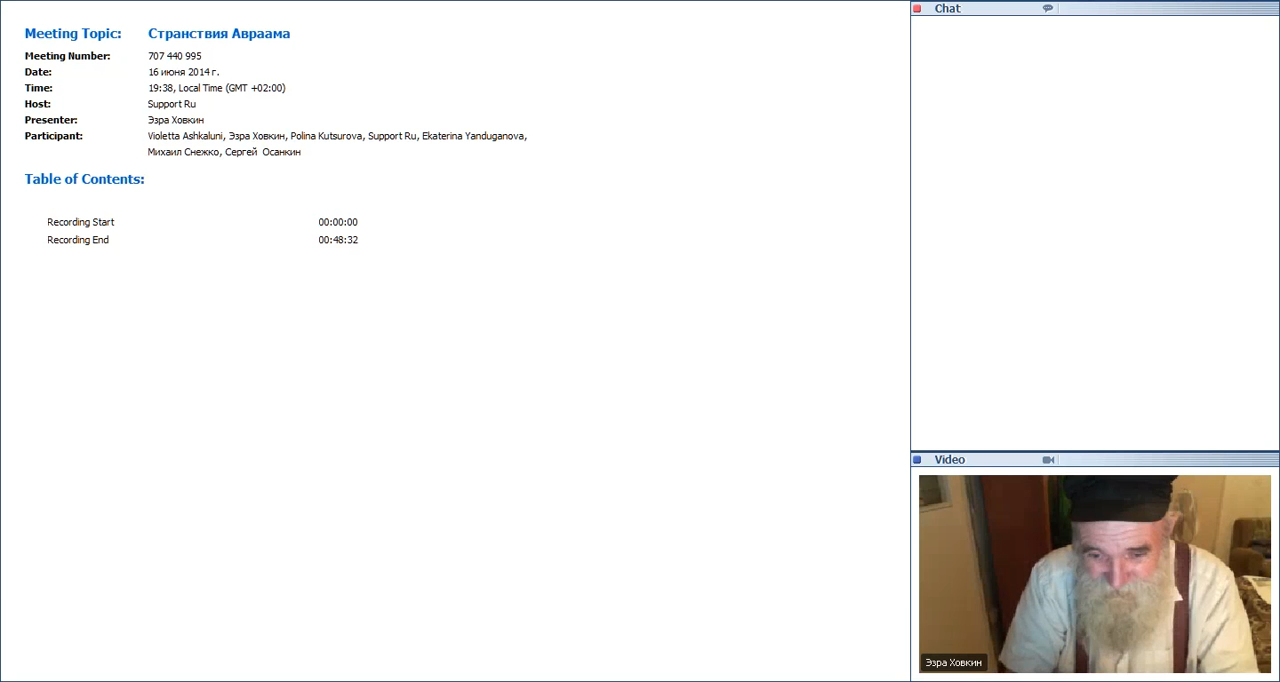 Meeting Topic: Странствия Авраама
Meeting Number: 707 440 995
Date: 16 июня 2014 г.
Time: 19:38, Local Time (GMT +02:00)
Host: Support Ru
Presenter: Эзра Ховкин
Participant: Violetta Ashkaluni, Эзра Ховкин, Polina Kutsurova, Support Ru, Ekaterina Yanduganova,
Михаил Снежко, Сергей Осанкин
Table of Contents:
Recording Start 00:00:00
Recording End 00:48:32
Chat
Video
Эзра Ховкин